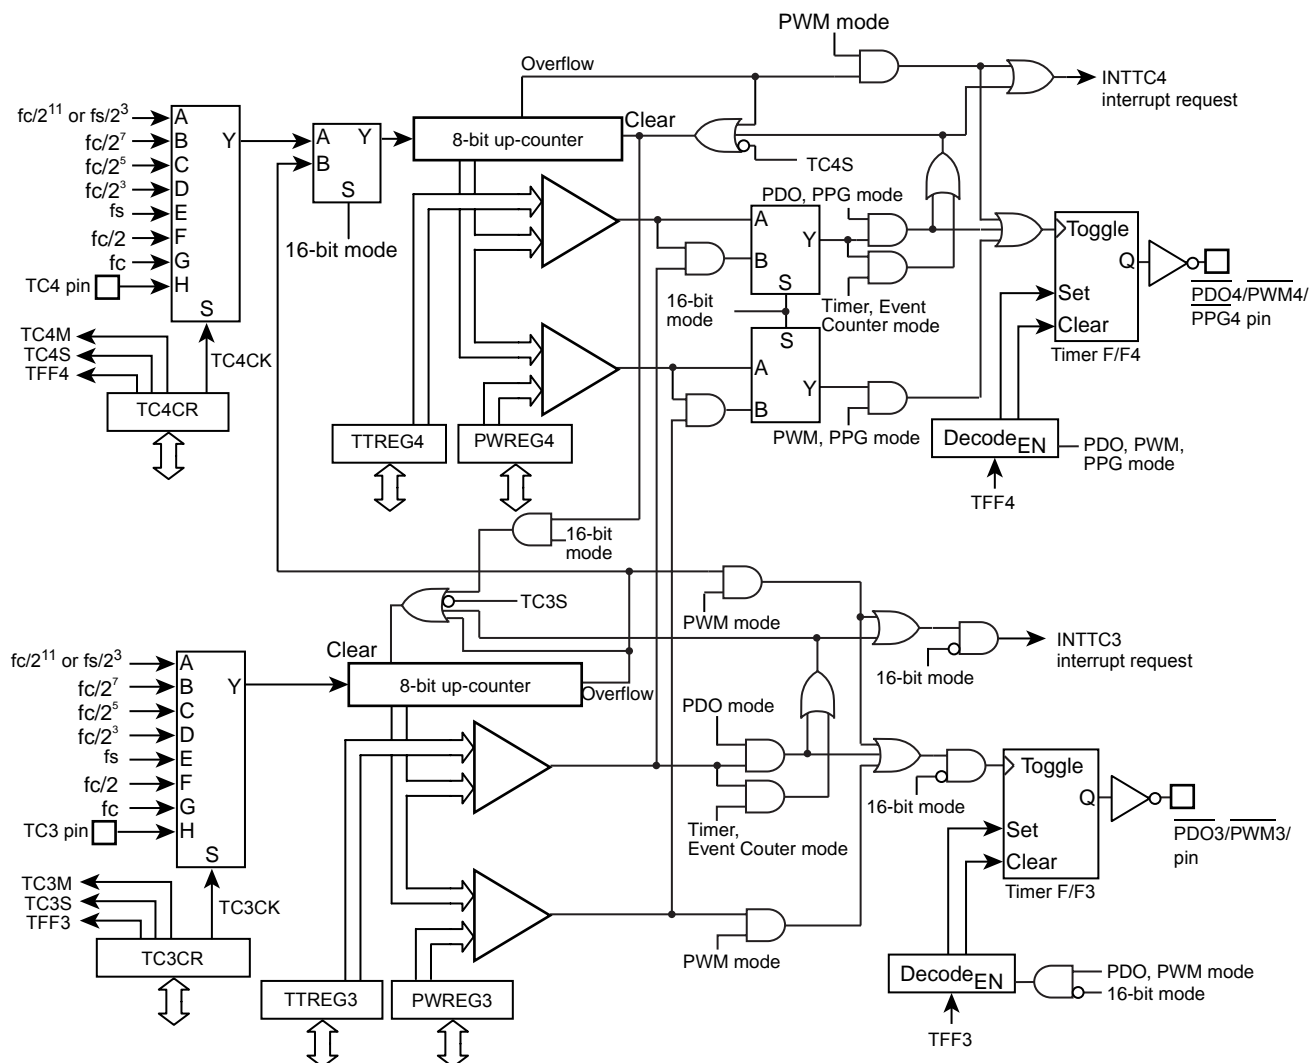 PWM mode
Overflow
INTTC4
interrupt request
fc/2¹¹ or fs/2³
fc/2⁷
fc/2⁵
fc/2³
fs
fc/2
fc
TC4 pin
A
B
C
D
E
F
G
H
Y
S
A
B
Y
S
16-bit mode
8-bit up-counter
Clear
TC4S
TC4M
TC4S
TFF4
TC4CK
TC4CR
TTREG4
PWREG4
PDO, PPG mode
A
B
Y
S
16-bit
mode
Timer, Event
Counter mode
S
A
B
Y
PWM, PPG mode
Toggle
Q
Set
Clear
Timer F/F4
PDO4/PWM4/
PPG4 pin
Decode EN
PDO, PWM,
PPG mode
TFF4
16-bit
mode
TC3S
PWM mode
INTTC3
interrupt request
16-bit mode
fc/2¹¹ or fs/2³
fc/2⁷
fc/2⁵
fc/2³
fs
fc/2
fc
TC3 pin
A
B
C
D
E
F
G
H
Y
S
Clear
8-bit up-counter
Overflow
PDO mode
Timer,
Event Couter mode
16-bit mode
Toggle
Q
Set
Clear
Timer F/F3
PDO3/PWM3/
pin
TC3M
TC3S
TFF3
TC3CK
TC3CR
TTREG3
PWREG3
PWM mode
Decode EN
PDO, PWM mode
16-bit mode
TFF3